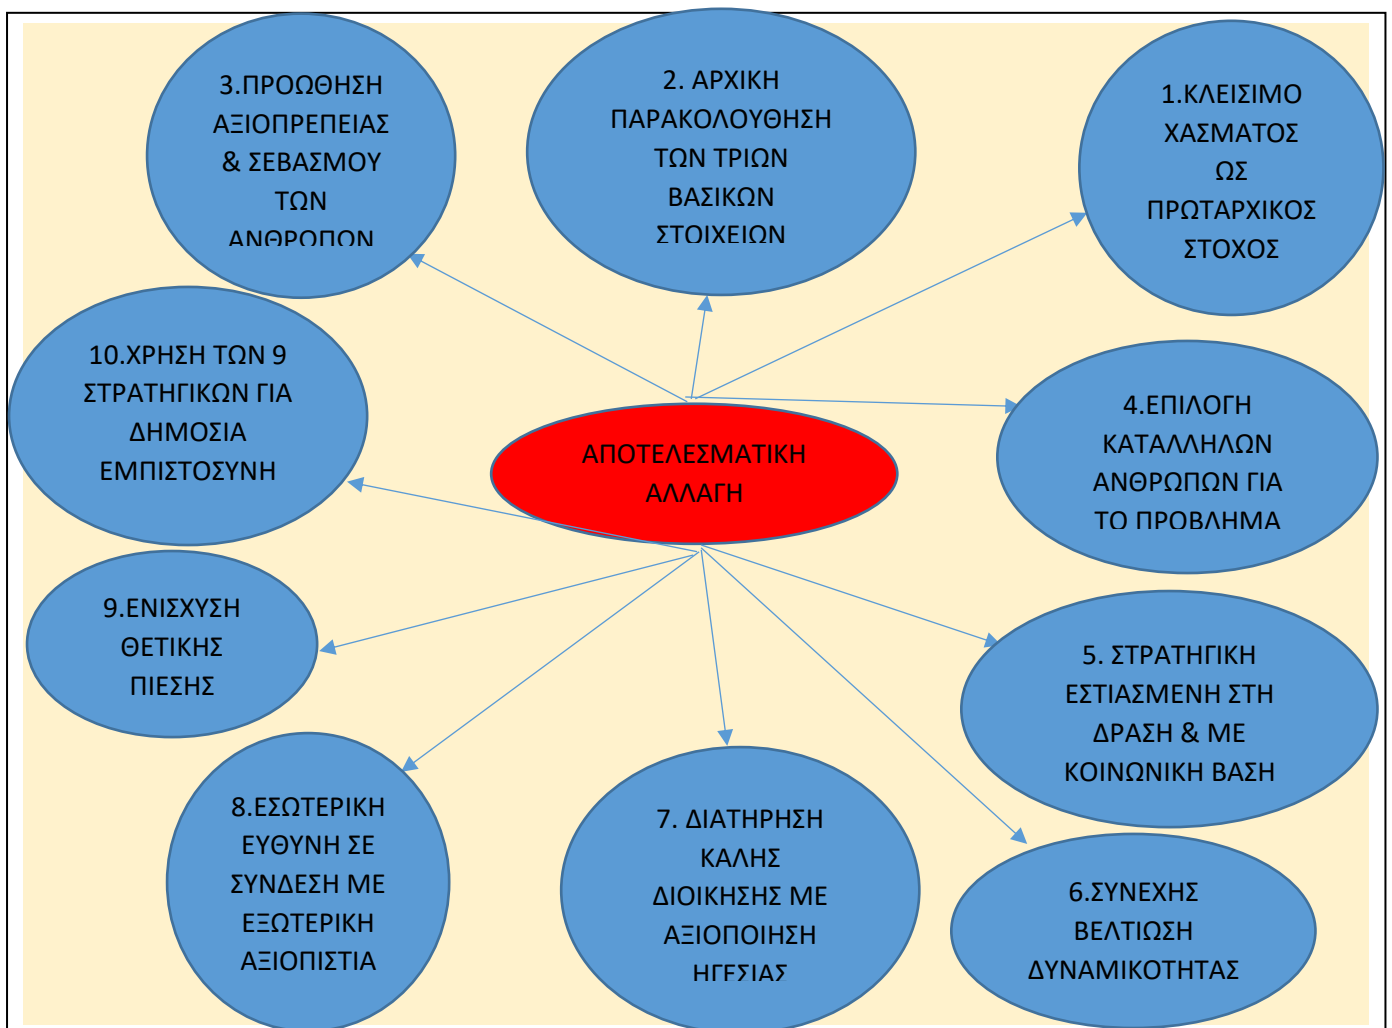 3.ΠΡΟΩΘΗΣΗ
ΑΞΙΟΠΡΕΠΕΙΑΣ
& ΣΕΒΑΣΜΟΥ
ΤΩΝ
ΑΝΘΡΩΠΩΝ
2. ΑΡΧΙΚΗ
ΠΑΡΑΚΟΛΟΥΘΗΣΗ
ΤΩΝ ΤΡΙΩΝ
ΒΑΣΙΚΩΝ
ΣΤΟΙΧΕΙΩΝ
1.ΚΛΕΙΣΙΜΟ
ΧΑΣΜΑΤΟΣ
ΩΣ
ΠΡΩΤΑΡΧΙΚΟΣ
ΣΤΟΧΟΣ
10.ΧΡΗΣΗ ΤΩΝ 9
ΣΤΡΑΤΗΓΙΚΩΝ ΓΙΑ
ΔΗΜΟΣΙΑ
ΕΜΠΙΣΤΟΣΥΝΗ
ΑΠΟΤΕΛΕΣΜΑΤΙΚΗ
ΑΛΛΑΓΗ
4.ΕΠΙΛΟΓΗ
ΚΑΤΑΛΛΗΛΩΝ
ΑΝΘΡΩΠΩΝ ΓΙΑ
ΤΟ ΠΡΟΒΛΗΜΑ
9.ΕΝΙΣΧΥΣΗ
ΘΕΤΙΚΗΣ
ΠΙΕΣΗΣ
5. ΣΤΡΑΤΗΓΙΚΗ
ΕΣΤΙΑΣΜΕΝΗ ΣΤΗ
ΔΡΑΣΗ & ΜΕ
ΚΟΙΝΩΝΙΚΗ ΒΑΣΗ
8.ΕΣΩΤΕΡΙΚΗ
ΕΥΘΥΝΗ ΣΕ
ΣΥΝΔΕΣΗ ΜΕ
ΕΞΩΤΕΡΙΚΗ
ΑΞΙΟΠΙΣΤΙΑ
7. ΔΙΑΤΗΡΗΣΗ
ΚΑΛΗΣ
ΔΙΟΙΚΗΣΗΣ ΜΕ
ΑΞΙΟΠΟΙΗΣΗ
ΗΓΕΣΙΑΣ
6.ΣΥΝΕΧΗΣ
ΒΕΛΤΙΩΣΗ
ΔΥΝΑΜΙΚΟΤΗΤΑΣ